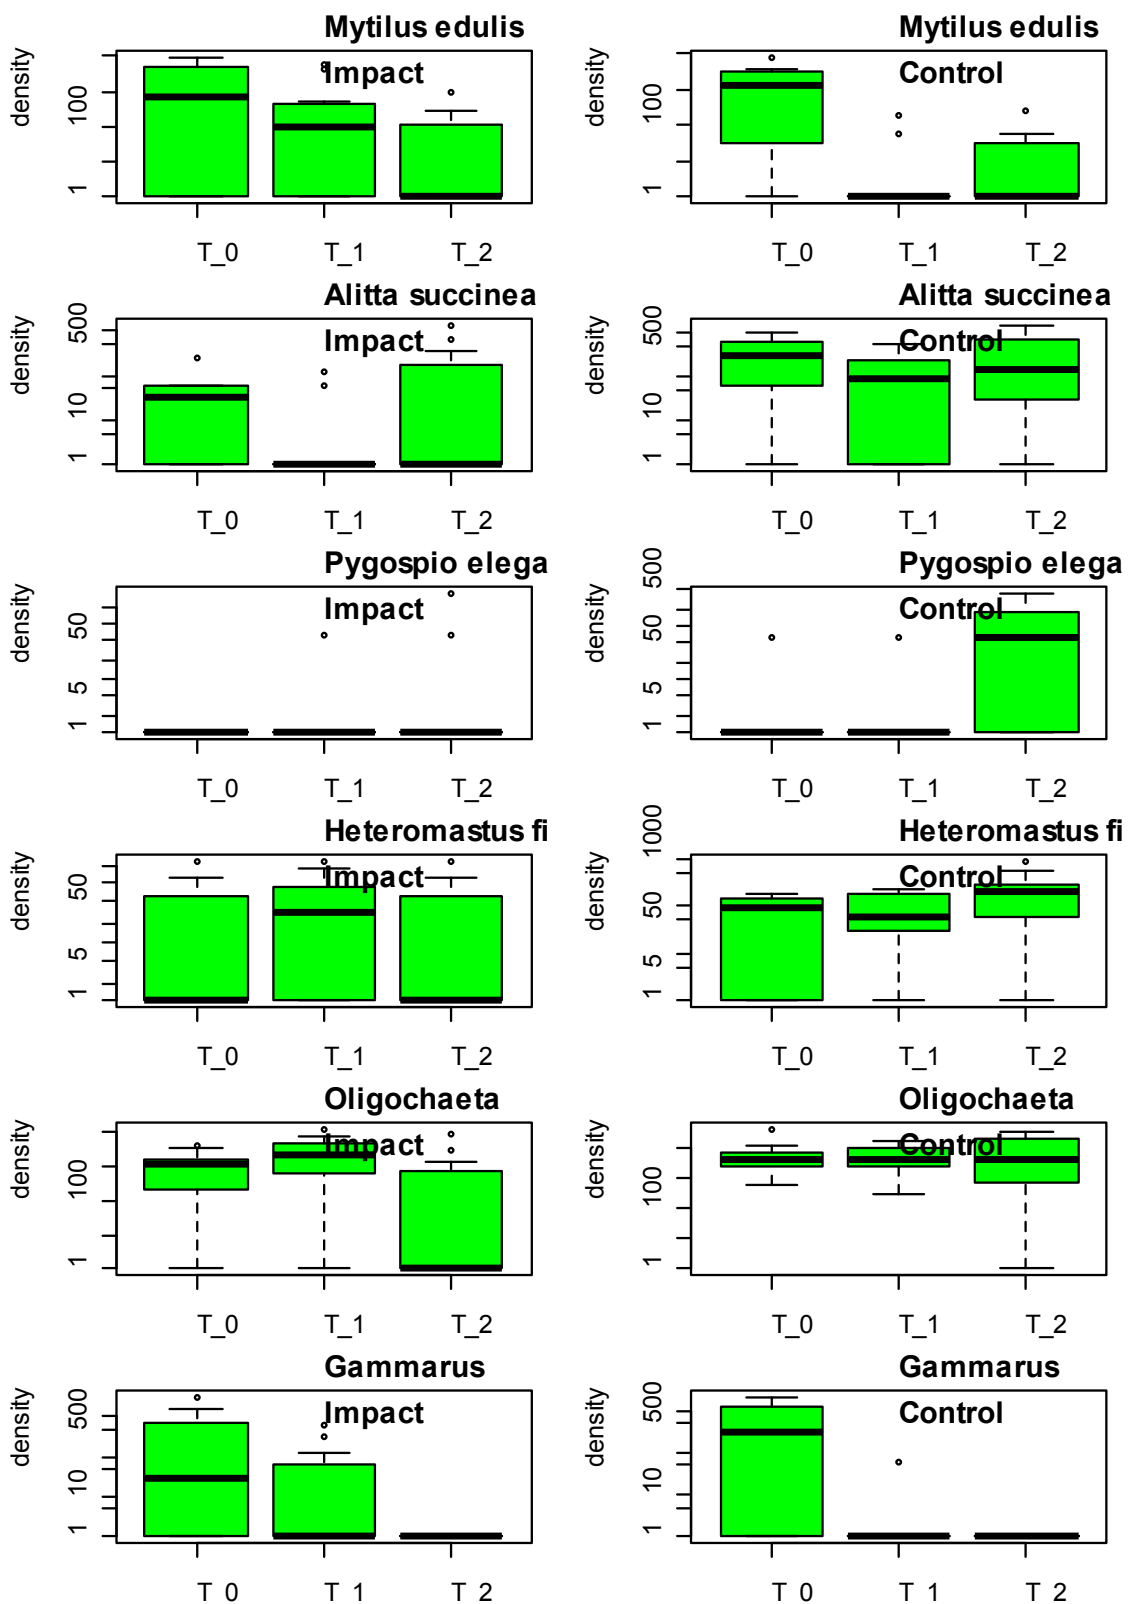 Mytilus edulis
Impact
density
100
1
T_0 T_1 T_2
Mytilus edulis
Control
density
100
1
T_0 T_1 T_2
Alitta succinea
Impact
density
500
10
1
T_0 T_1 T_2
Alitta succinea
Control
density
500
10
1
T_0 T_1 T_2
Pygospio elega
Impact
density
50
5
1
T_0 T_1 T_2
Pygospio elega
Control
density
500
50
5
1
T_0 T_1 T_2
Heteromastus fi
Impact
density
50
5
1
T_0 T_1 T_2
Heteromastus fi
Control
density
1000
50
5
1
T_0 T_1 T_2
Oligochaeta
Impact
density
100
1
T_0 T_1 T_2
Oligochaeta
Control
density
100
1
T_0 T_1 T_2
Gammarus
Impact
density
500
10
1
T_0 T_1 T_2
Gammarus
Control
density
500
10
1
T_0 T_1 T_2